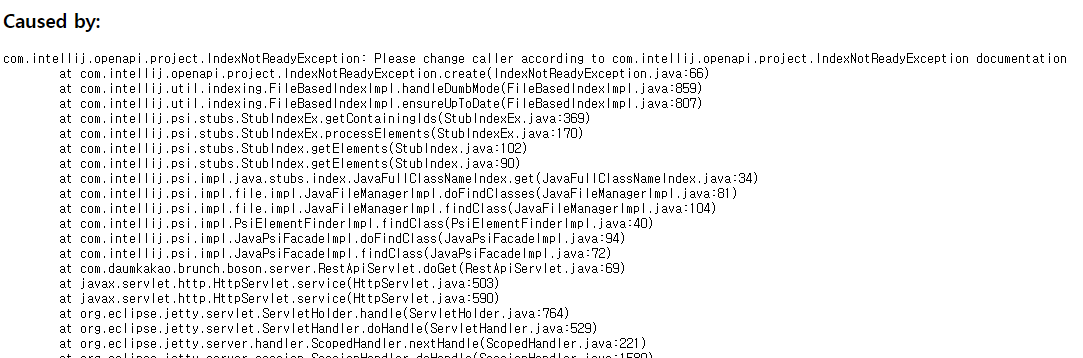 Caused by:
com.intellij.openapi.project.IndexNotReadyException: Please change caller according to com.intellij.openapi.project.IndexNotReadyException documentation
at com.intellij.openapi.project.IndexNotReadyException.create(IndexNotReadyException.java:66)
at com.intellij.util.indexing.FileBasedIndexImpl.handleDumbMode(FileBasedIndexImpl.java:859)
at com.intellij.util.indexing.FileBasedIndexImpl.ensureUpToDate(FileBasedIndexImpl.java:807)
at com.intellij.psi.stubs.StubIndexEx.getContainingIds(StubIndexEx.java:369)
at com.intellij.psi.stubs.StubIndexEx.processElements(StubIndexEx.java:170)
at com.intellij.psi.stubs.StubIndex.getElements(StubIndex.java:102)
at com.intellij.psi.stubs.StubIndex.getElements(StubIndex.java:90)
at com.intellij.psi.impl.java.stubs.index.JavaFullClassNameIndex.get(JavaFullClassNameIndex.java:34)
at com.intellij.psi.impl.file.impl.JavaFileManagerImpl.doFindClasses(JavaFileManagerImpl.java:81)
at com.intellij.psi.impl.file.impl.JavaFileManagerImpl.findClass(JavaFileManagerImpl.java:104)
at com.intellij.psi.impl.PsiElementFinderImpl.findClass(PsiElementFinderImpl.java:40)
at com.intellij.psi.impl.JavaPsiFacadeImpl.doFindClass(JavaPsiFacadeImpl.java:94)
at com.intellij.psi.impl.JavaPsiFacadeImpl.findClass(JavaPsiFacadeImpl.java:72)
at com.daumkakao.brunch.boson.server.RestApiServlet.doGet(RestApiServlet.java:69)
at javax.servlet.http.HttpServlet.service(HttpServlet.java:503)
at javax.servlet.http.HttpServlet.service(HttpServlet.java:590)
at org.eclipse.jetty.servlet.ServletHolder.handle(ServletHolder.java:764)
at org.eclipse.jetty.servlet.ServletHandler.doHandle(ServletHandler.java:529)
at org.eclipse.jetty.server.handler.ScopedHandler.nextHandle(ScopedHandler.java:221)
at org.eclipse.jetty.server.session.SessionHandler.doHandle(SessionHandler.java:1580)